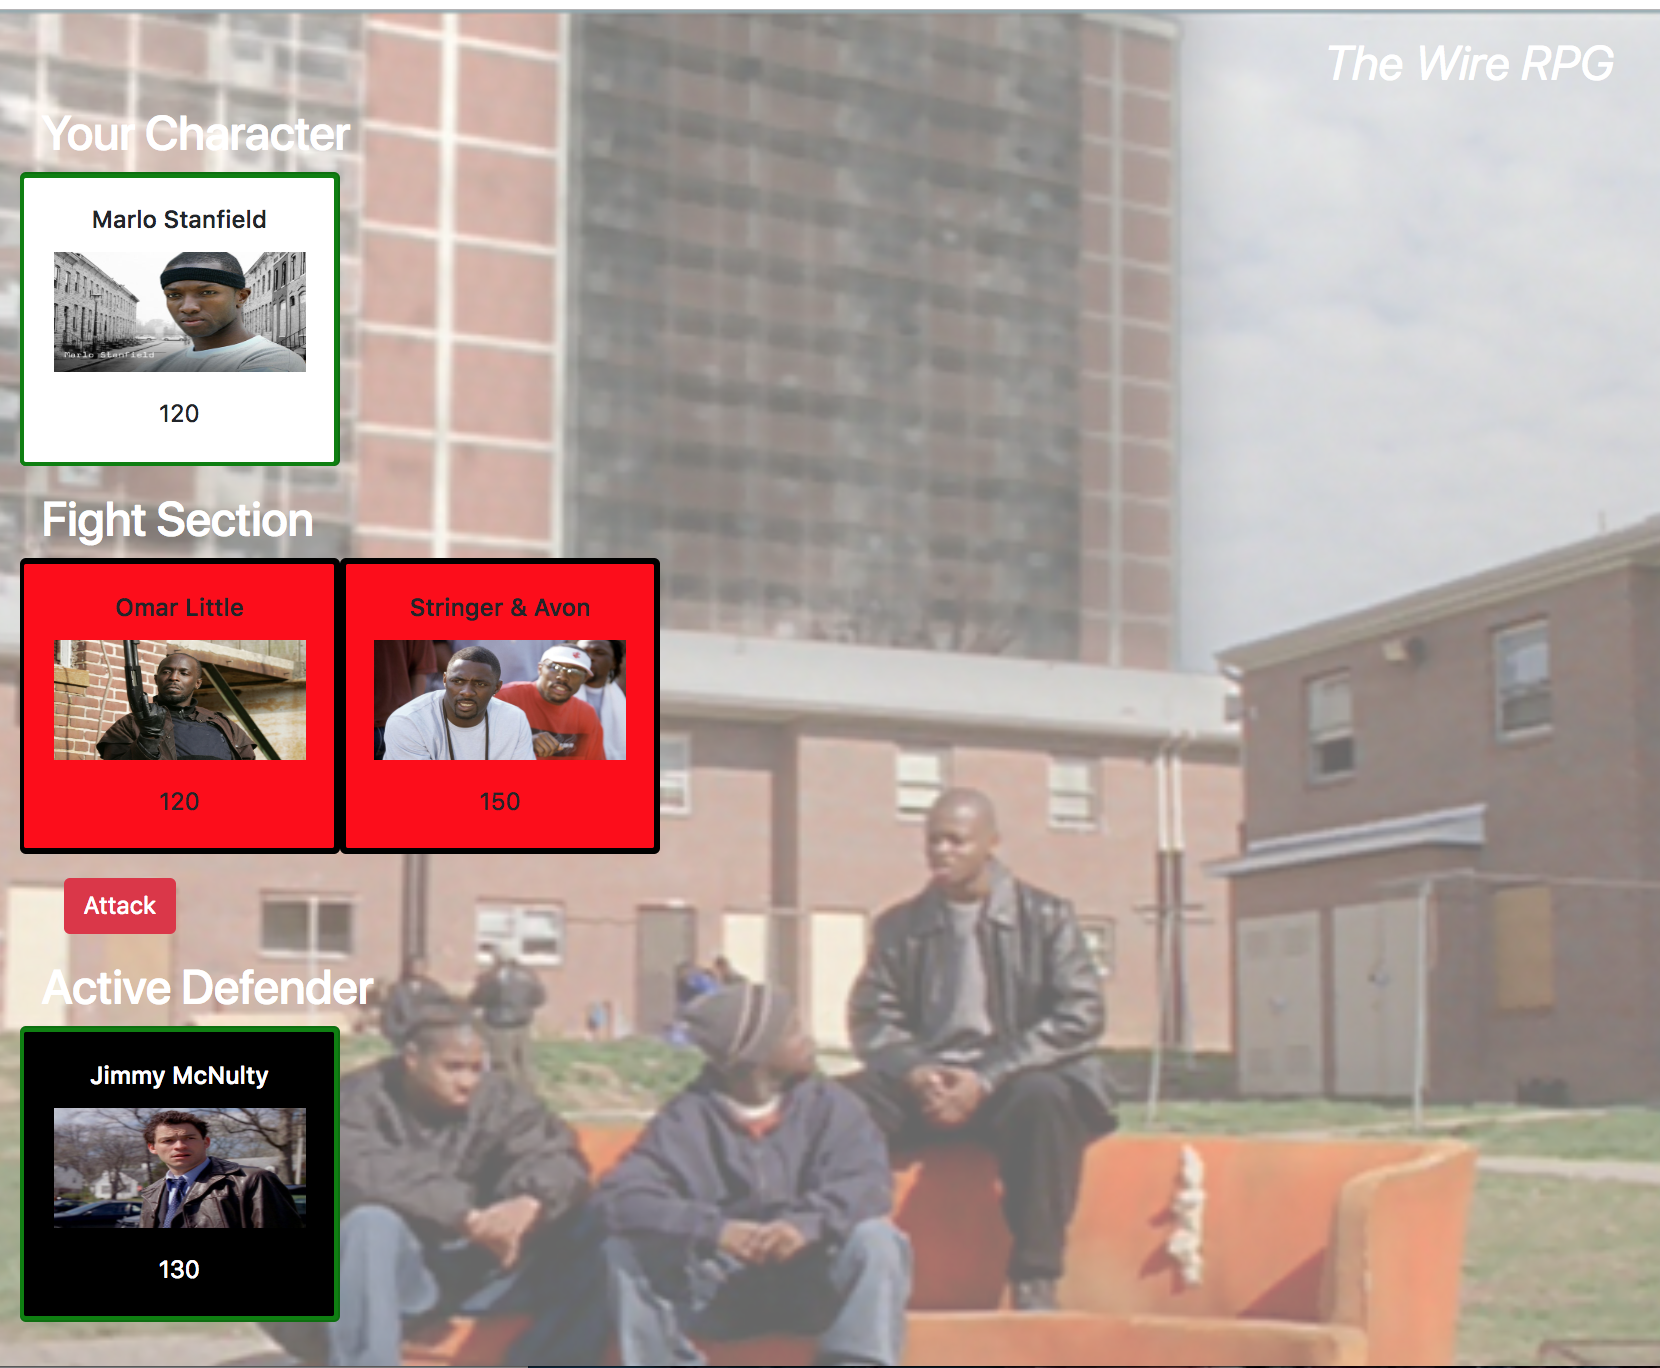 The Wire RPG
Your Character
Marlo Stanfield
Marlo Stanfield
120
Fight Section
Omar Little
Stringer & Avon
120
150
Attack
Active Defender
Jimmy McNulty
130